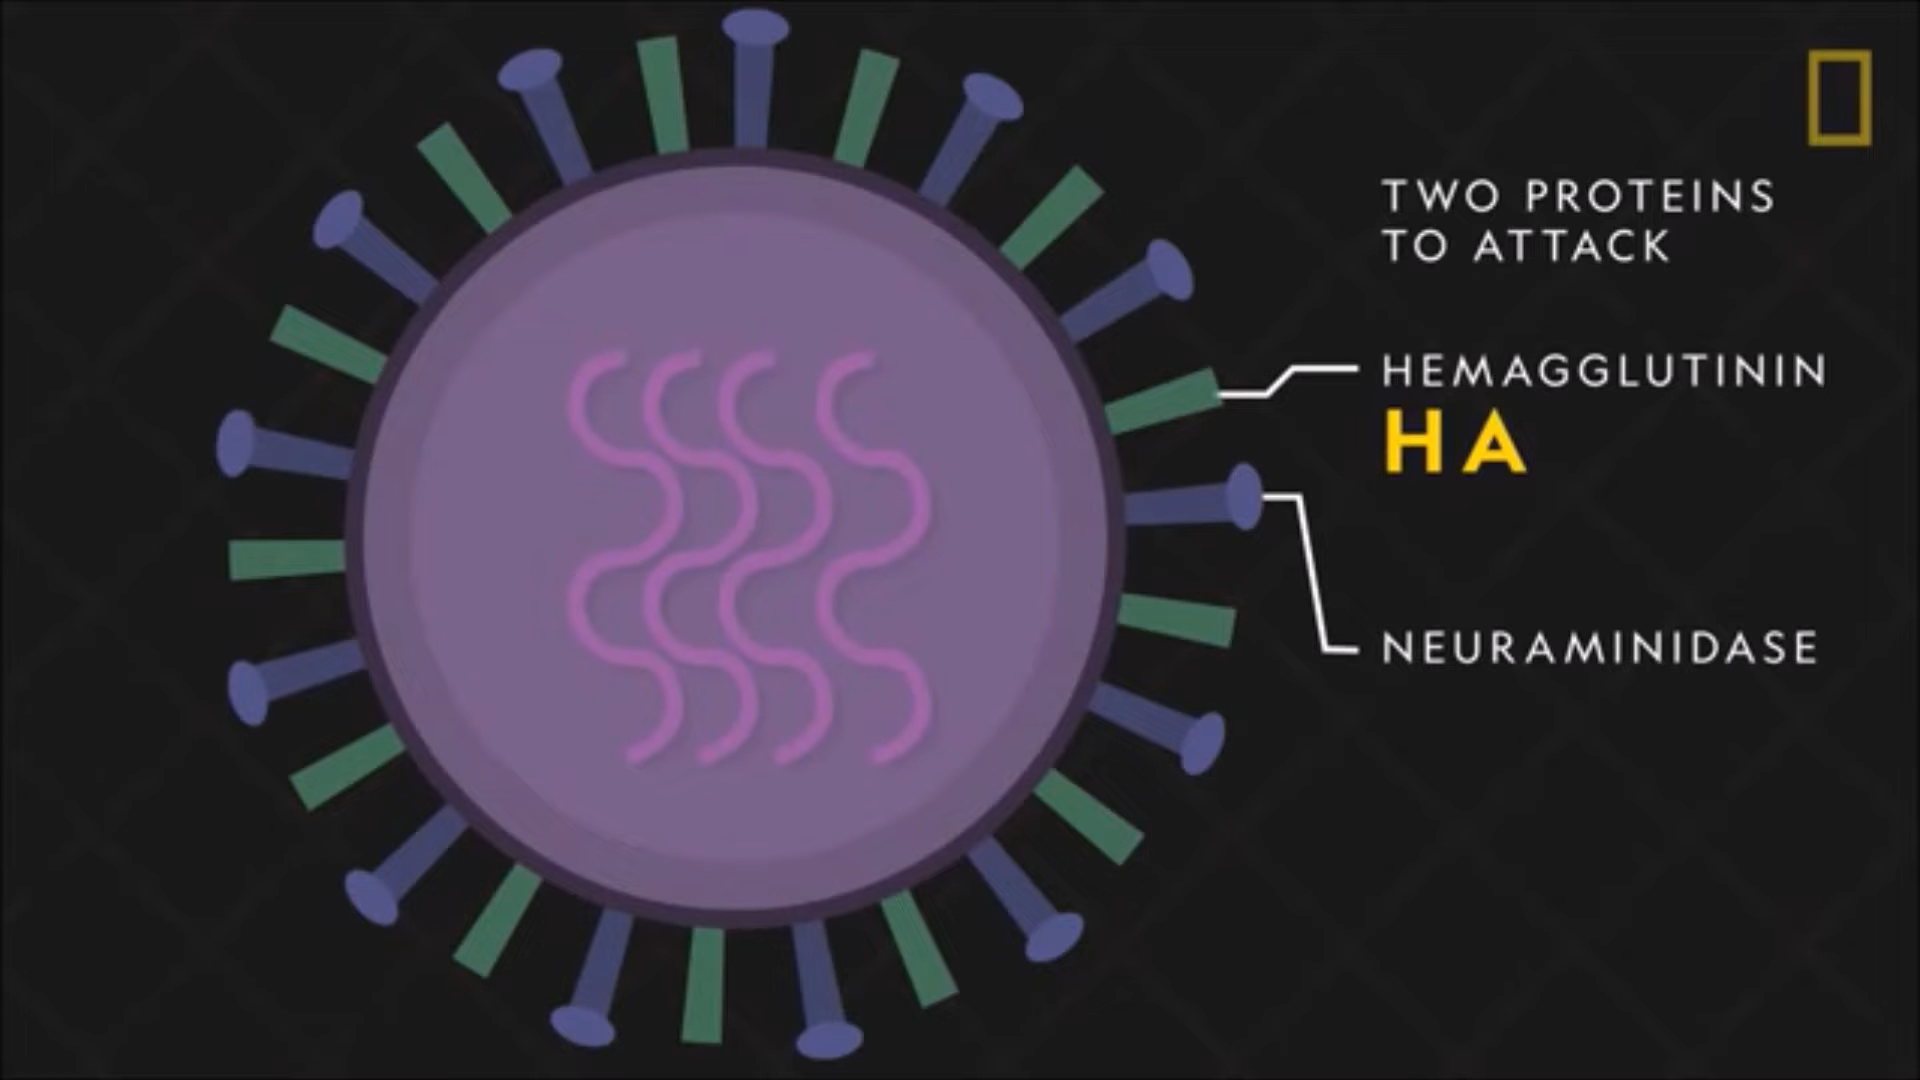 TWO PROTEINS
TO ATTACK
HEMAGGLUTININ
HA
NEURAMINIDASE